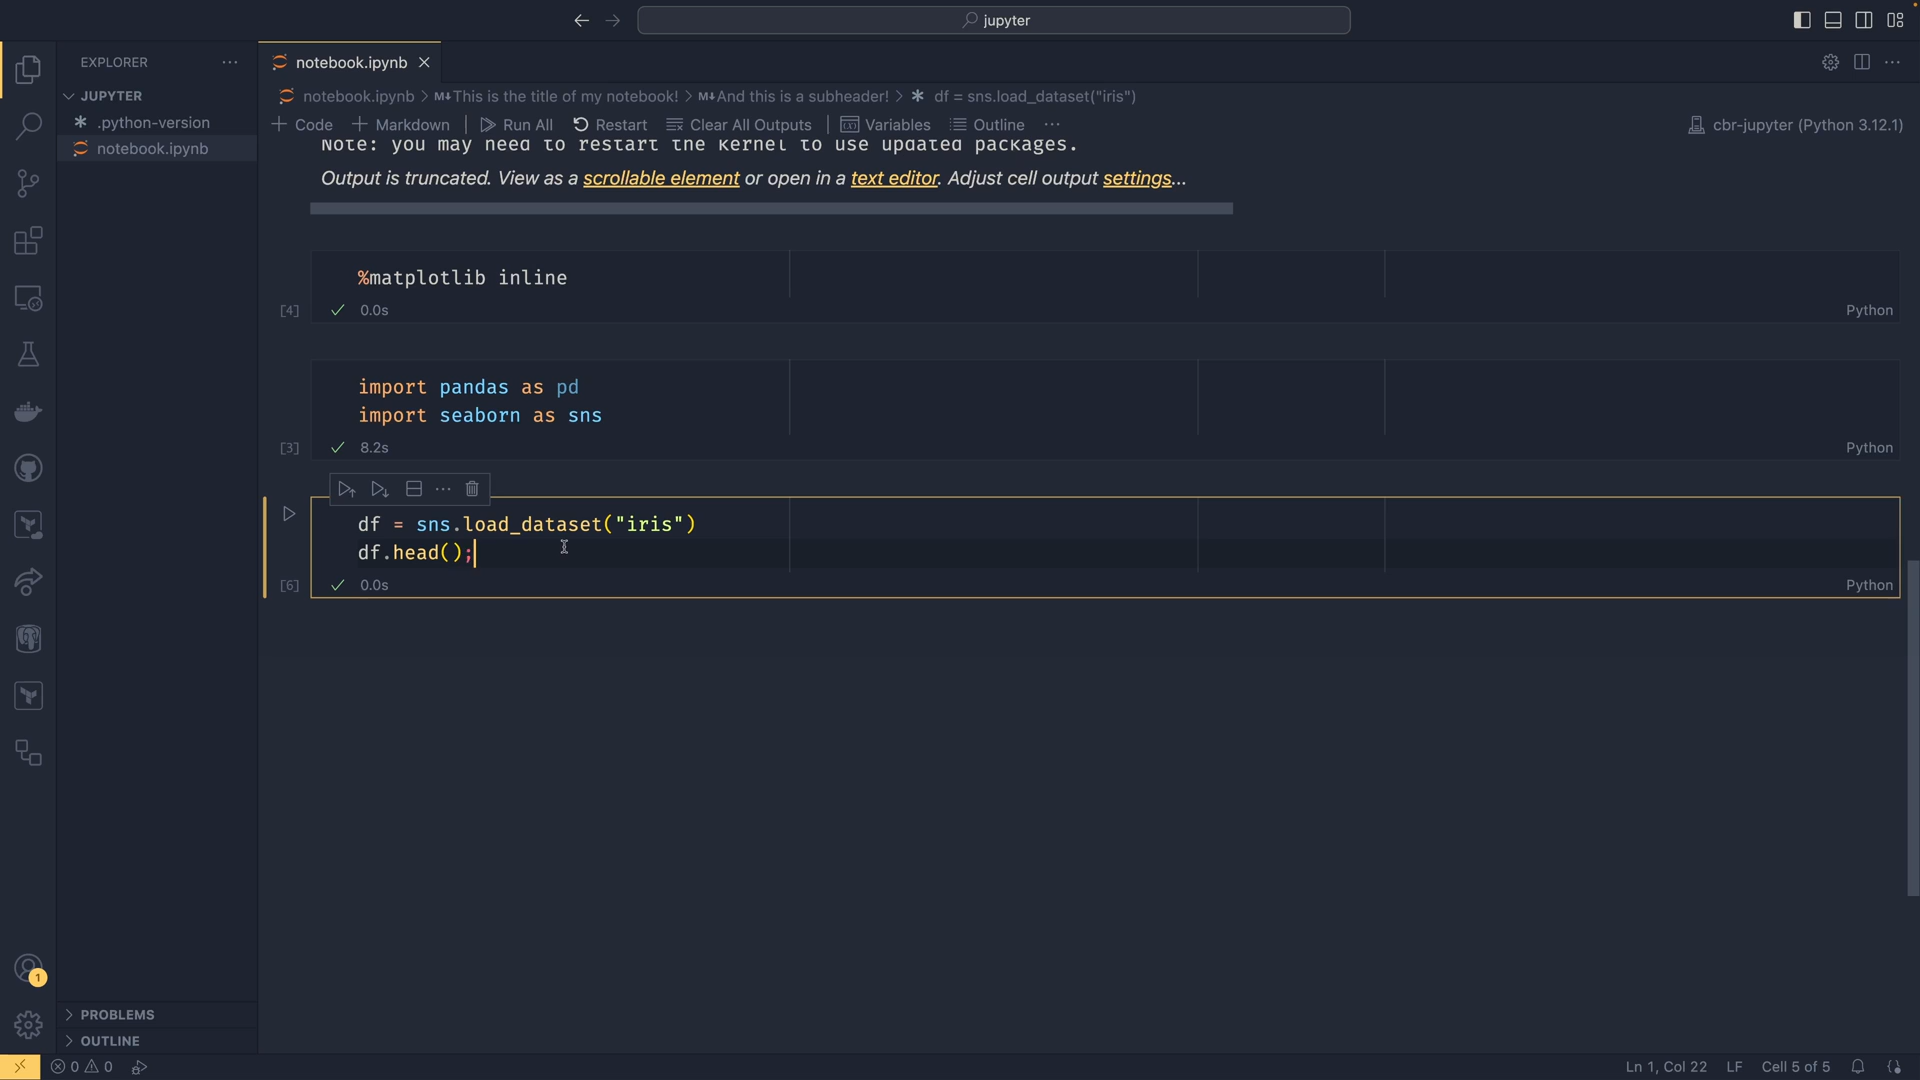 jupyter
EXPLORER
notebook.ipynb
JUPYTER
notebook.ipynb > M↓This is the title of my notebook! > M↓And this is a subheader! > df = sns.load_dataset("iris")
.python-version
+ Code + Markdown | Run All Restart Clear All Outputs | Variables Outline ···
cbr-jupyter (Python 3.12.1)
notebook.ipynb
Note: you may need to restart the kernel to use updated packages.
Output is truncated. View as a scrollable element or open in a text editor. Adjust cell output settings...
%matplotlib inline
[4] 0.0s Python
import pandas as pd
import seaborn as sns
[3] 8.2s Python
df = sns.load_dataset("iris")
df.head();
[6] 0.0s Python
1
PROBLEMS
OUTLINE
0 0
Ln 1, Col 22 LF Cell 5 of 5